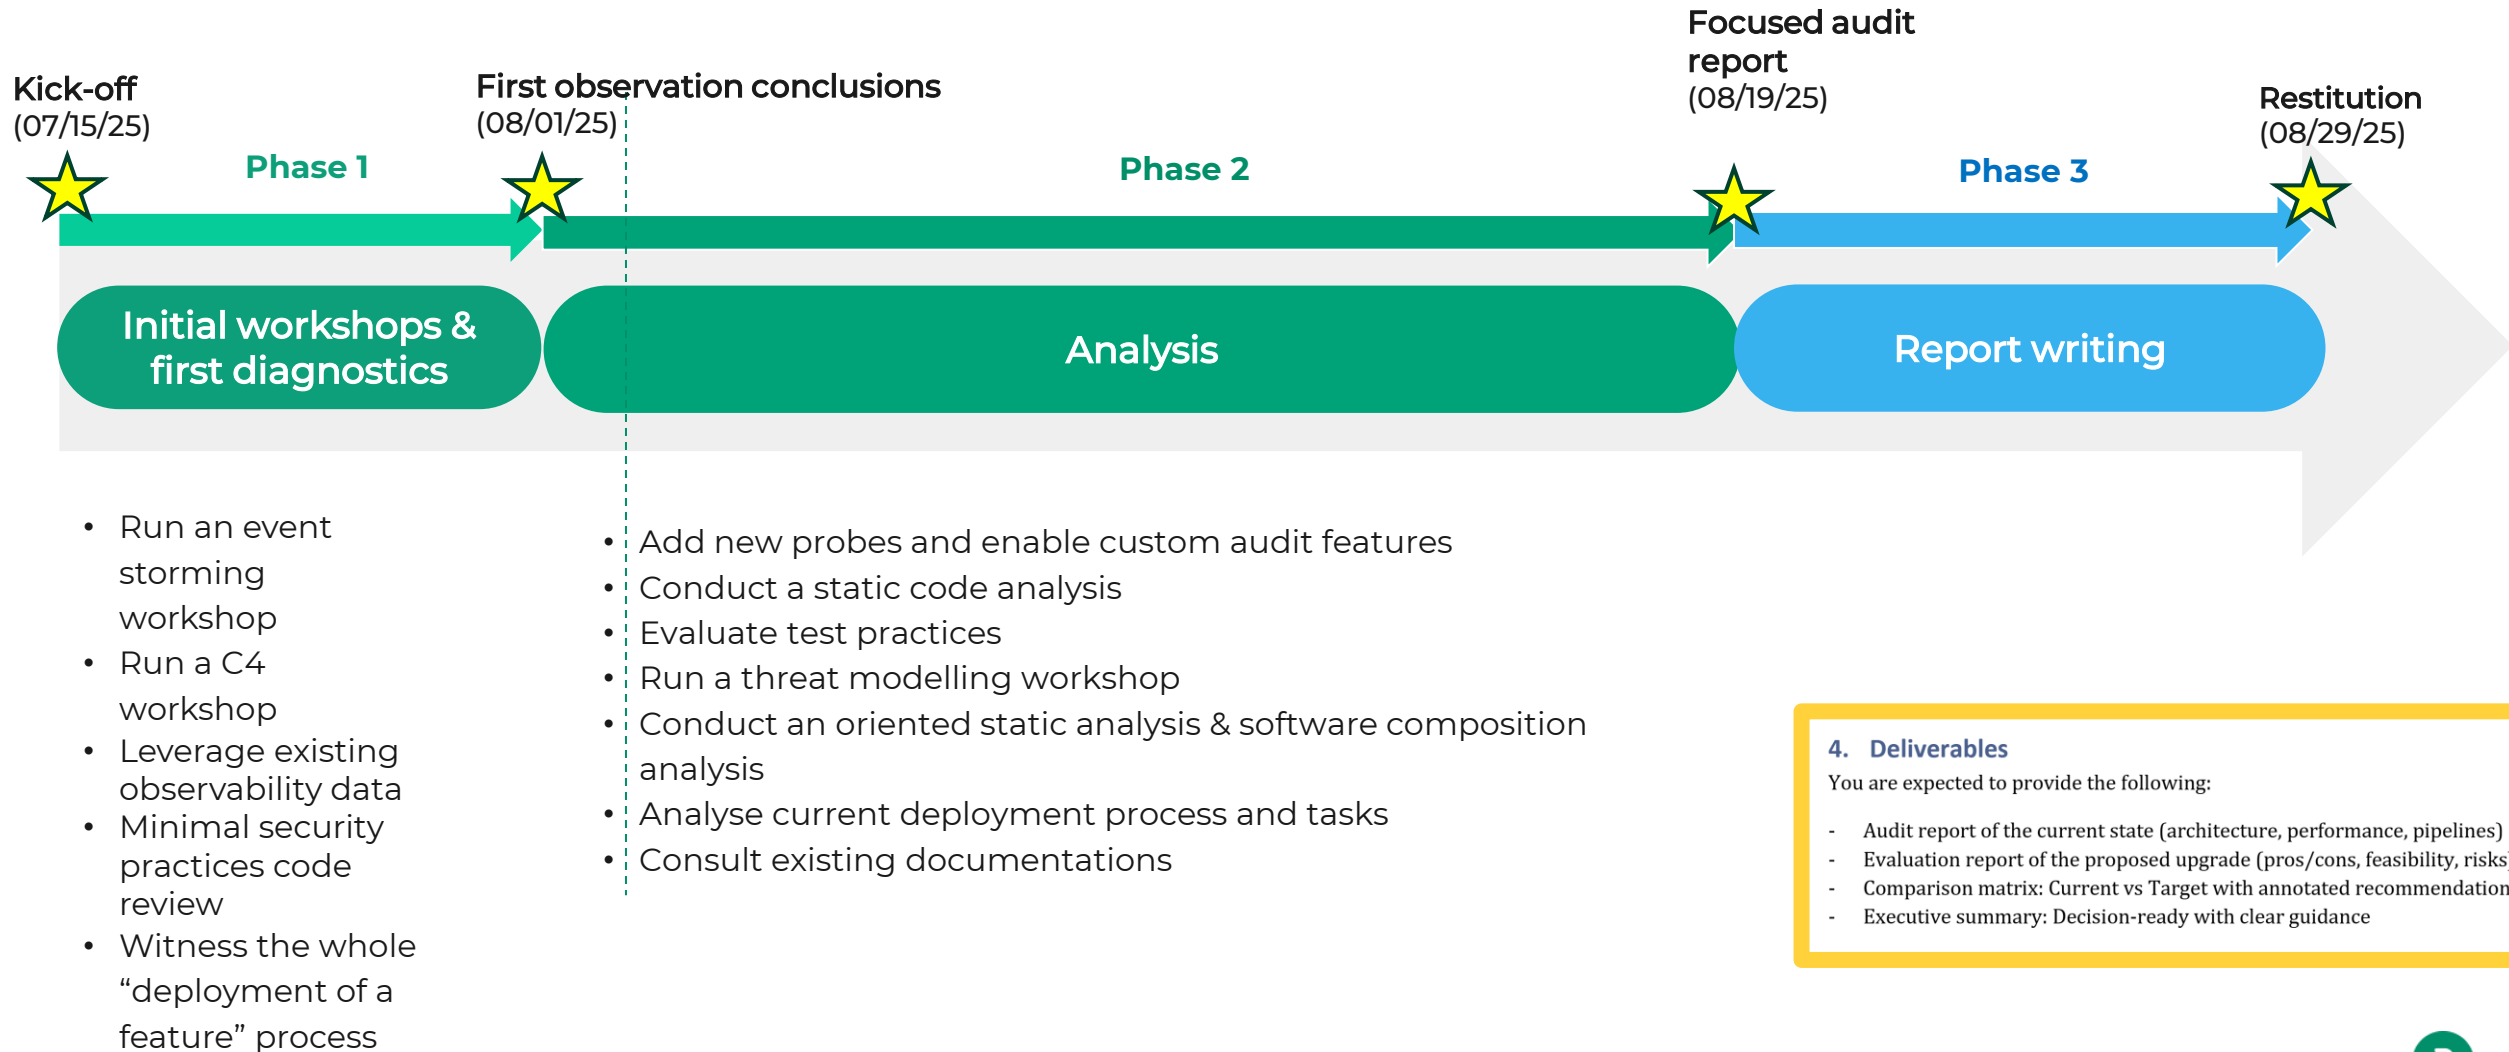 Kick-off
(07/15/25)
First observation conclusions
(08/01/25)
Focused audit
report
(08/19/25)
Restitution
(08/29/25)
Phase 1
Phase 2
Phase 3
Initial workshops &
first diagnostics
Analysis
Report writing
• Run an event
storming
workshop
• Run a C4
workshop
• Leverage existing
observability data
• Minimal security
practices code
review
• Witness the whole
“deployment of a
feature” process
• Add new probes and enable custom audit features
• Conduct a static code analysis
• Evaluate test practices
• Run a threat modelling workshop
• Conduct an oriented static analysis & software composition
analysis
• Analyse current deployment process and tasks
• Consult existing documentations
4. Deliverables
You are expected to provide the following:
- Audit report of the current state (architecture, performance, pipelines)
- Evaluation report of the proposed upgrade (pros/cons, feasibility, risks)
- Comparison matrix: Current vs Target with annotated recommendation
- Executive summary: Decision-ready with clear guidance